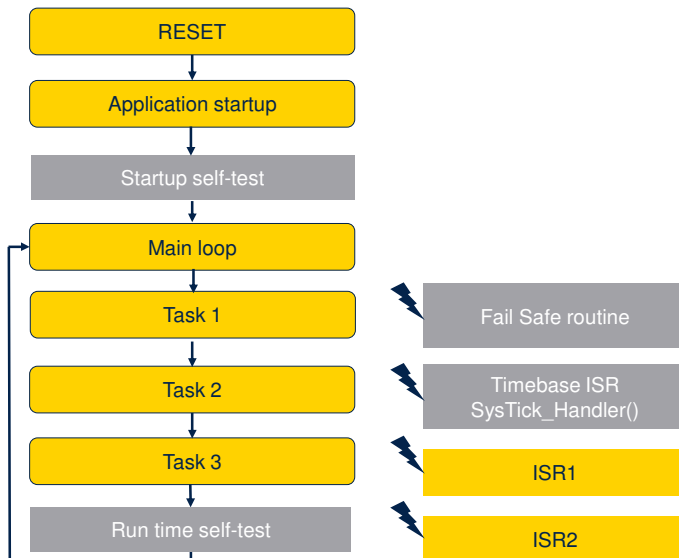 RESET
Application startup
Startup self-test
Main loop
Task 1
Task 2
Task 3
Run time self-test
Fail Safe routine
Timebase ISR
SysTick_Handler()
ISR1
ISR2